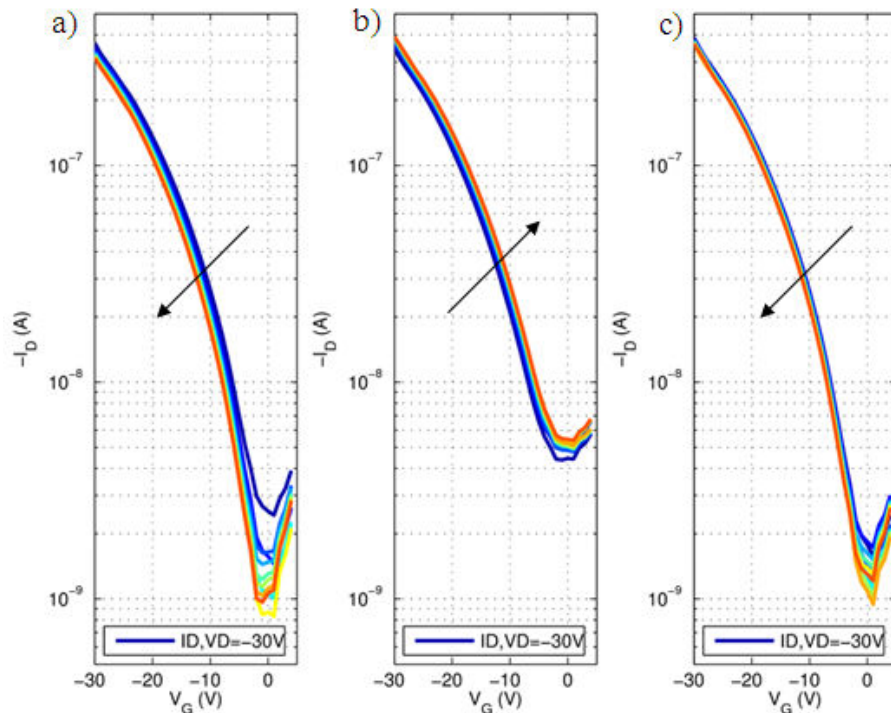 a)
−I_D (A)
10^−7
10^−8
10^−9
−30 −20 −10 0
V_G (V)
ID,VD=−30V
b)
−I_D (A)
10^−7
10^−8
10^−9
−30 −20 −10 0
V_G (V)
ID,VD=−30V
c)
−I_D (A)
10^−7
10^−8
10^−9
−30 −20 −10 0
V_G (V)
ID,VD=−30V